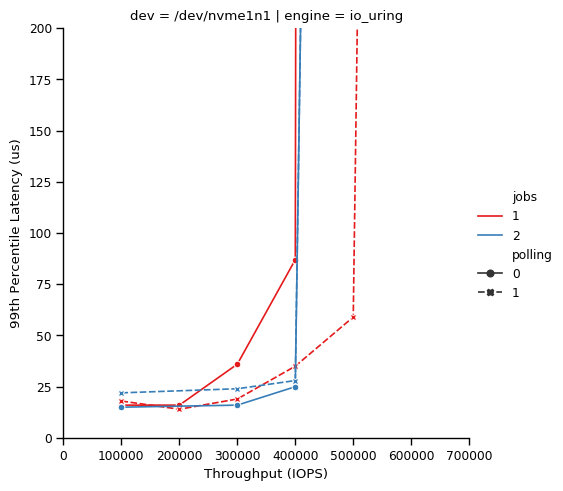 dev = /dev/nvme1n1 | engine = io_uring
200
175
150
125
100
75
50
25
0
99th Percentile Latency (us)
0 100000 200000 300000 400000 500000 600000 700000
Throughput (IOPS)
jobs
1
2
polling
0
1